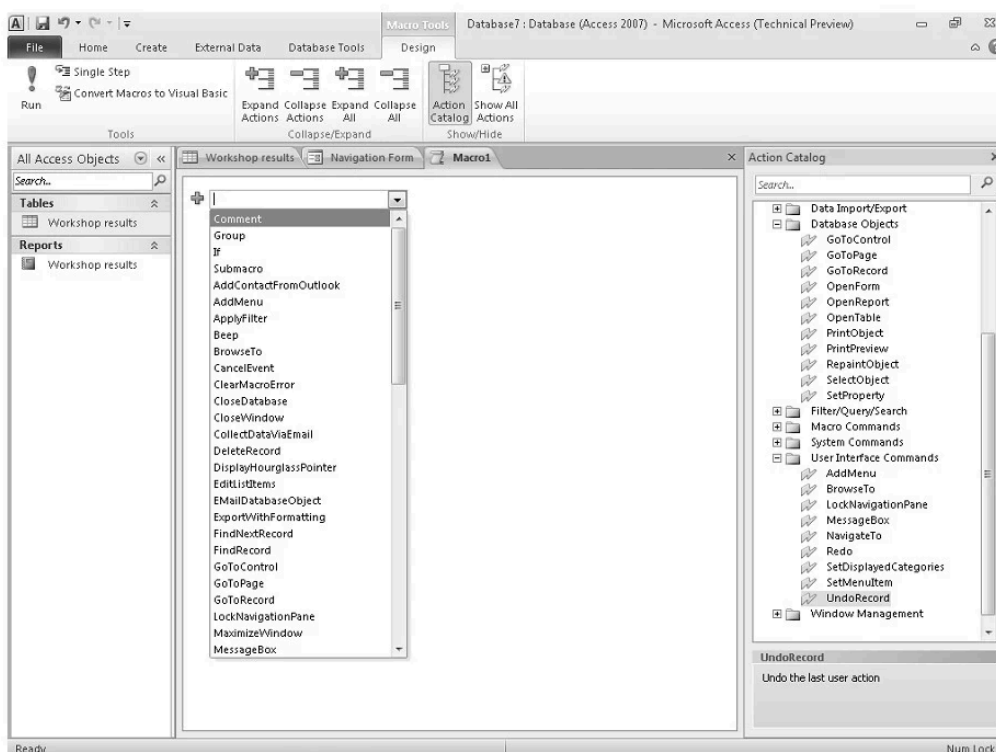 A
Macro Tools
Database7 : Database (Access 2007) - Microsoft Access (Technical Preview)
File Home Create External Data Database Tools Design
Run
Single Step
Convert Macros to Visual Basic
Tools
Expand Actions
Collapse Actions
Expand All
Collapse All
Collapse/Expand
Action Catalog
Show All Actions
Show/Hide
All Access Objects
Search..
Tables
Workshop results
Reports
Workshop results
Workshop results Navigation Form Macro1
Comment
Group
If
Submacro
AddContactFromOutlook
AddMenu
ApplyFilter
Beep
BrowseTo
CancelEvent
ClearMacroError
CloseDatabase
CloseWindow
CollectDataViaEmail
DeleteRecord
DisplayHourglassPointer
EditListItems
EMailDatabaseObject
ExportWithFormatting
FindNextRecord
FindRecord
GoToControl
GoToPage
GoToRecord
LockNavigationPane
MaximizeWindow
MessageBox
Action Catalog
Search..
Data Import/Export
Database Objects
GoToControl
GoToPage
GoToRecord
OpenForm
OpenReport
OpenTable
PrintObject
PrintPreview
RepaintObject
SelectObject
SetProperty
Filter/Query/Search
Macro Commands
System Commands
User Interface Commands
AddMenu
BrowseTo
LockNavigationPane
MessageBox
NavigateTo
Redo
SetDisplayedCategories
SetMenuItem
UndoRecord
Window Management
UndoRecord
Undo the last user action
Ready
Num Lock